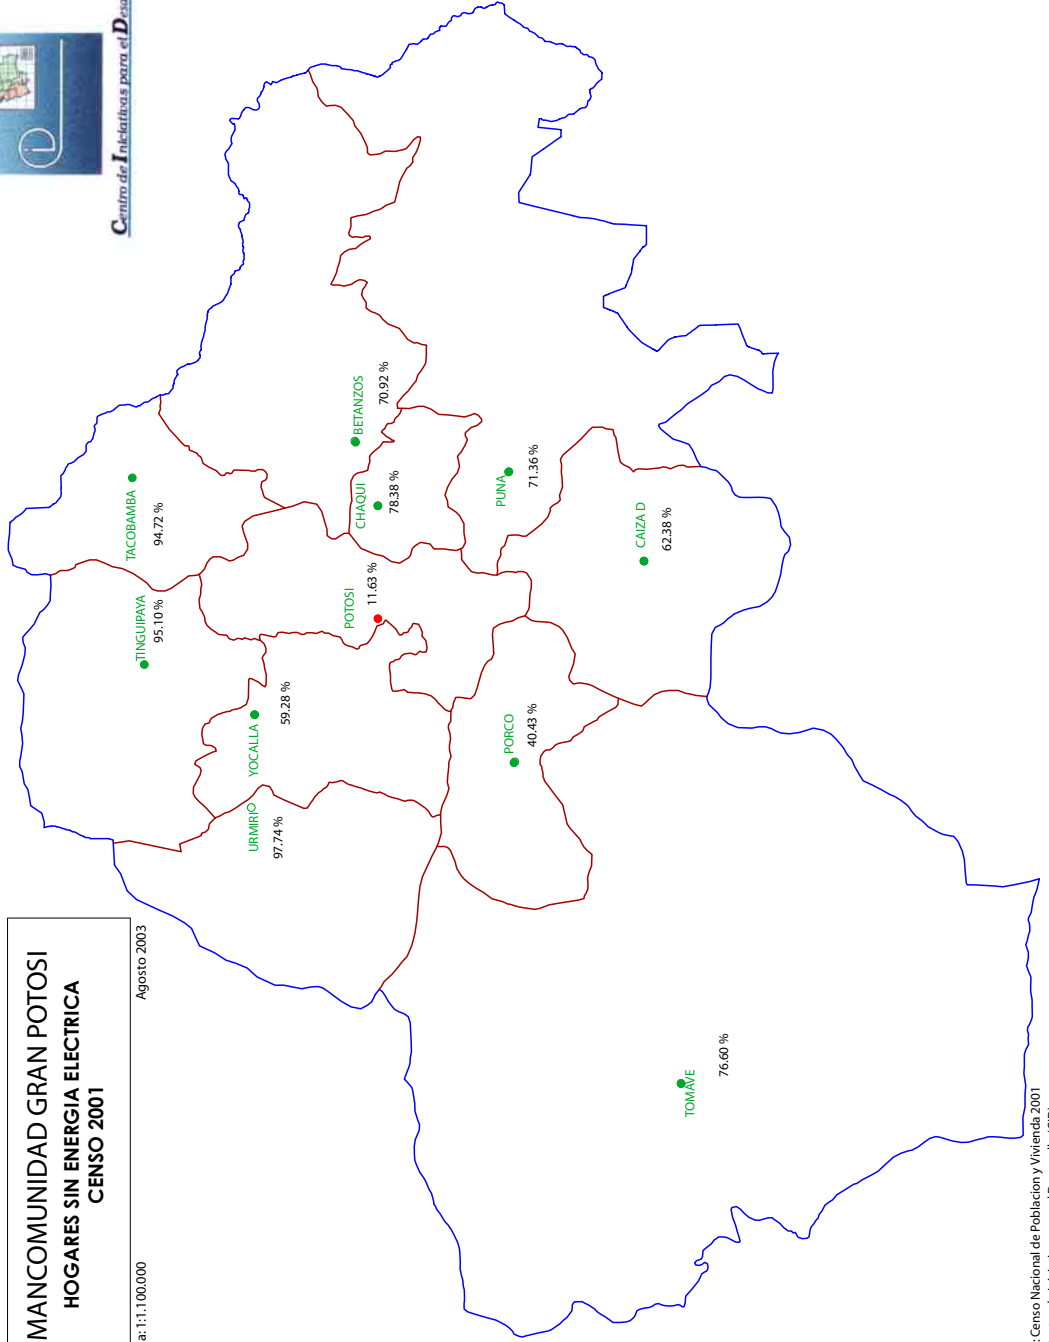 MANCOMUNIDAD GRAN POTOSI
HOGARES SIN ENERGIA ELECTRICA
CENSO 2001
a: 1:1.100.000
Agosto 2003
Centro de Iniciativas para el
TACOBAMBA
94.72 %
TINGUIPAYA
95.10 %
BETANZOS
70.92 %
CHAQUI
78.38 %
POTOSI
11.63 %
YOCALLA
59.28 %
URMIRI
97.74 %
PUNA
71.36 %
CAIZA D
62.38 %
PORCO
40.43 %
TOMAVE
76.60 %
: Censo Nacional de Poblacion y Vivienda 2001